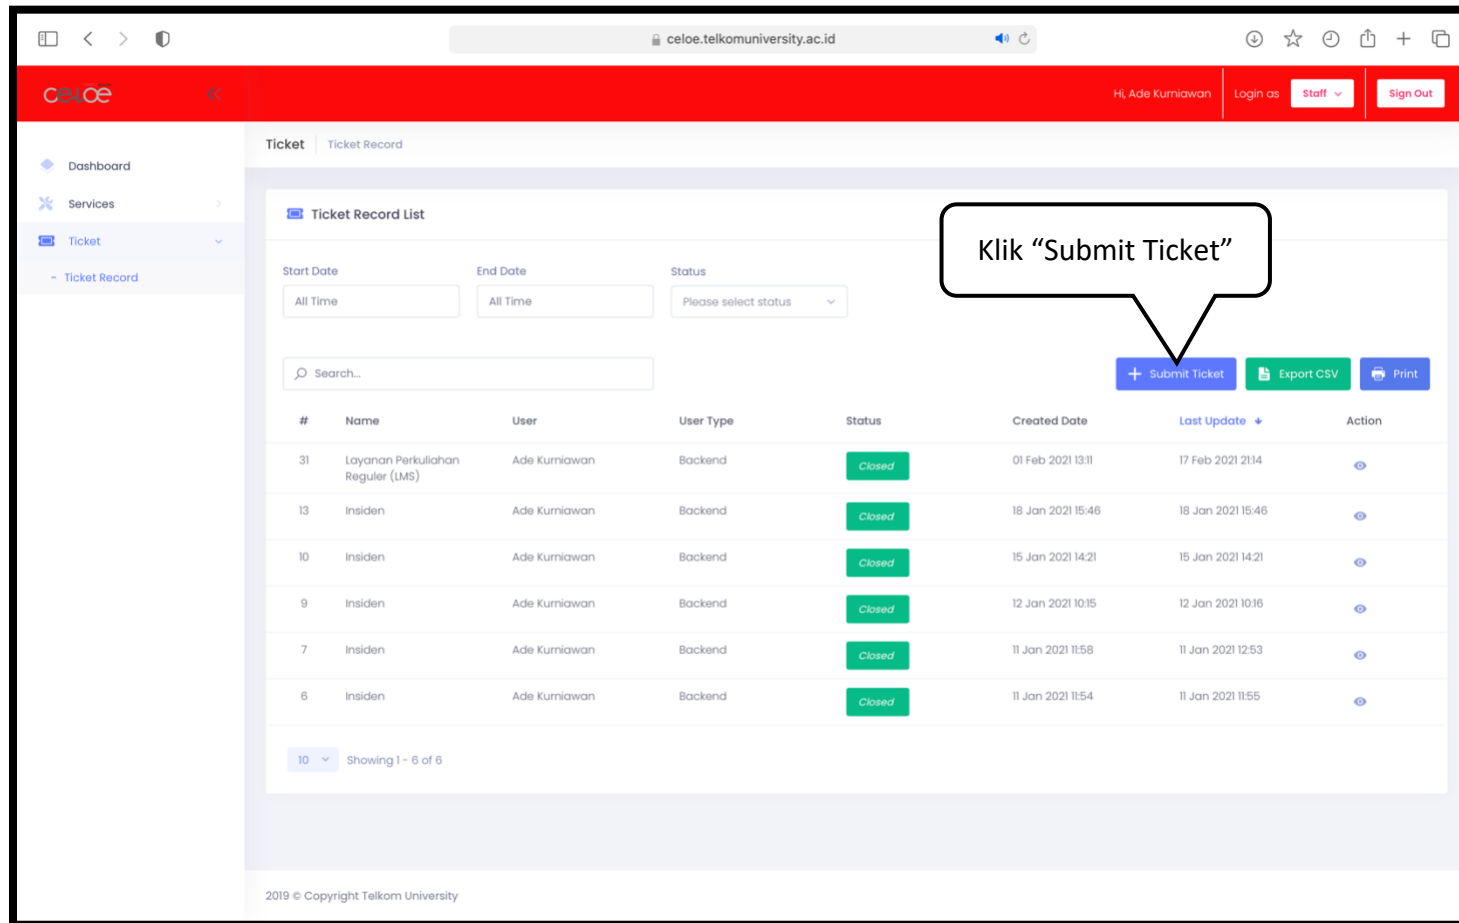 celoe.telkomuniversity.ac.id
celoe
Hi, Ade Kurniawan Login as Staff Sign Out
Ticket Ticket Record
Dashboard
Services
Ticket
- Ticket Record
Ticket Record List
Klik “Submit Ticket”
Start Date End Date Status
All Time All Time Please select status
Search...
+ Submit Ticket Export CSV Print
# Name User User Type Status Created Date Last Update Action
31 Layanan Perkuliahan Reguler (LMS) Ade Kurniawan Backend Closed 01 Feb 2021 13:11 17 Feb 2021 21:14
13 Insiden Ade Kurniawan Backend Closed 18 Jan 2021 15:46 18 Jan 2021 15:46
10 Insiden Ade Kurniawan Backend Closed 15 Jan 2021 14:21 15 Jan 2021 14:21
9 Insiden Ade Kurniawan Backend Closed 12 Jan 2021 10:15 12 Jan 2021 10:16
7 Insiden Ade Kurniawan Backend Closed 11 Jan 2021 11:58 11 Jan 2021 12:53
6 Insiden Ade Kurniawan Backend Closed 11 Jan 2021 11:54 11 Jan 2021 11:55
10 Showing 1 - 6 of 6
2019 © Copyright Telkom University